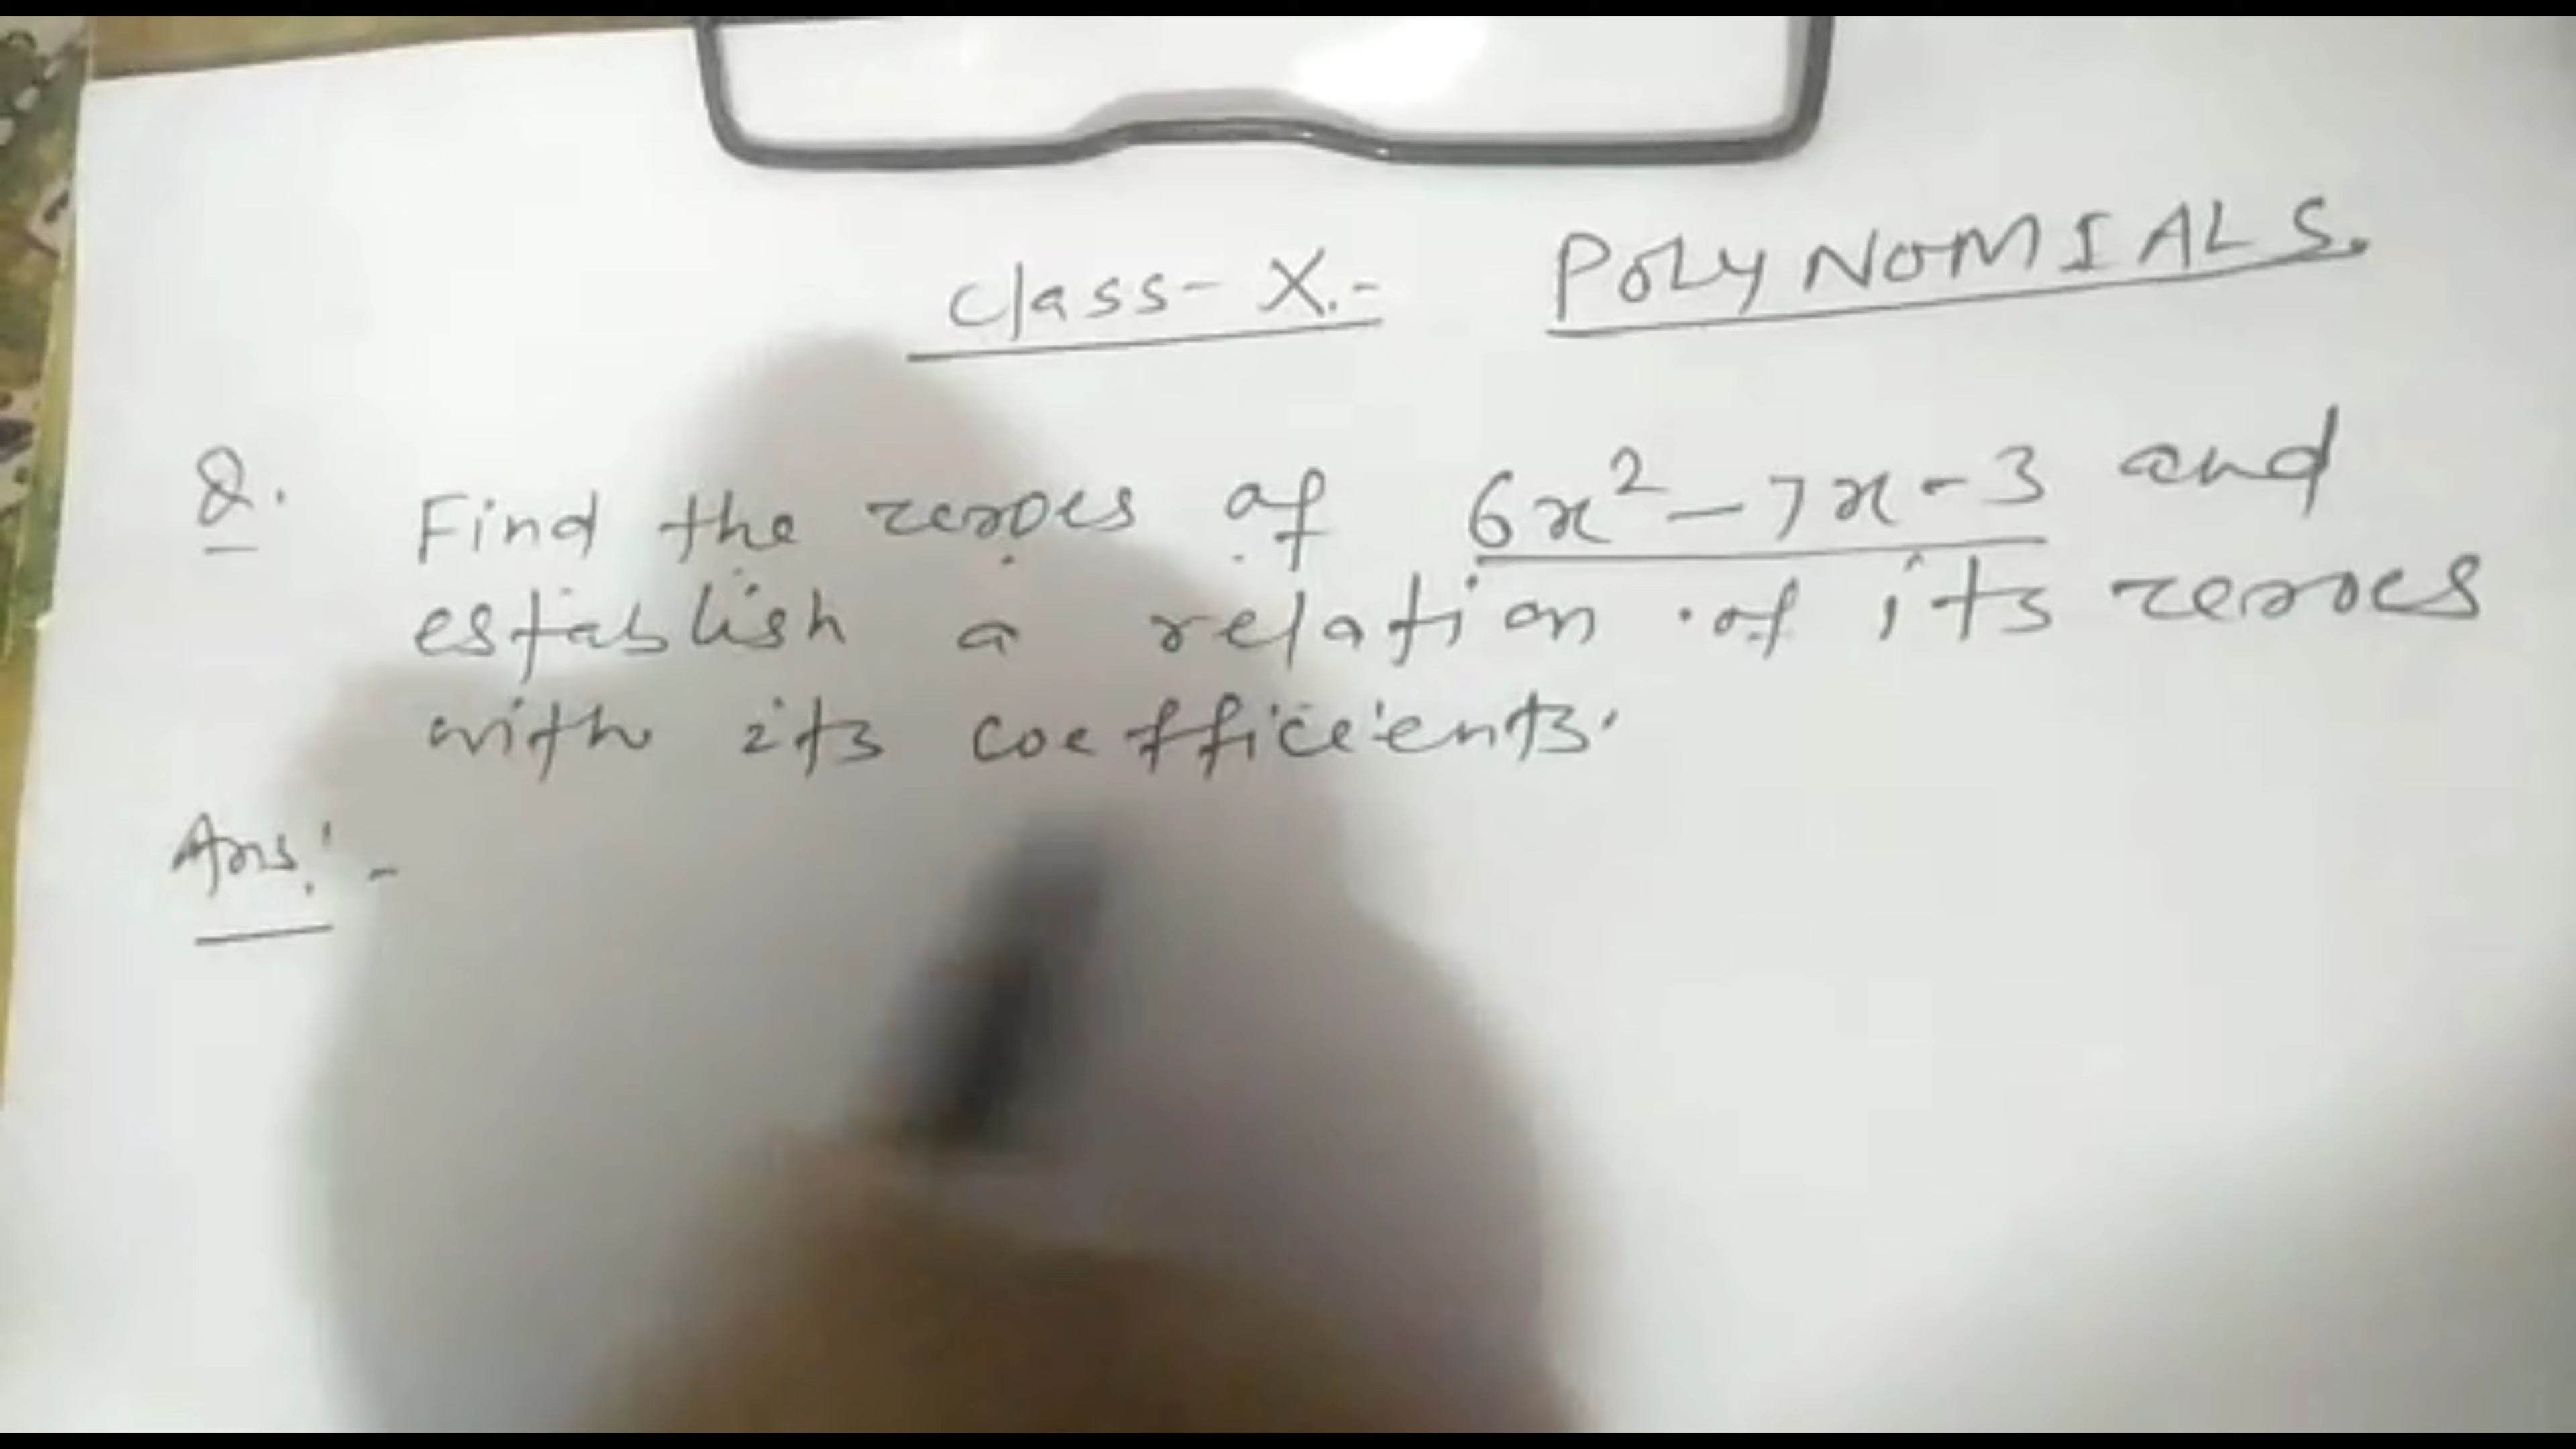 Class- X.- POLYNOMIALS.
Q. Find the zeroes of 6x²-7x-3 and
establish a relation of its zeroes
with its coefficients.
Ans:-